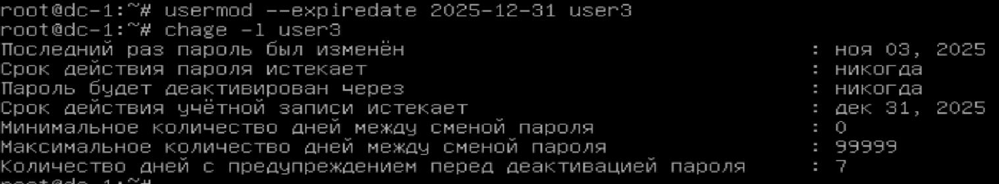 root@dc-1:~# usermod --expiredate 2025-12-31 user3
root@dc-1:~# chage -l user3
Последний раз пароль был изменён : ноя 03, 2025
Срок действия пароля истекает : никогда
Пароль будет деактивирован через : никогда
Срок действия учётной записи истекает : дек 31, 2025
Минимальное количество дней между сменой пароля : 0
Максимальное количество дней между сменой пароля : 99999
Количество дней с предупреждением перед деактивацией пароля : 7
root@dc-1:~#